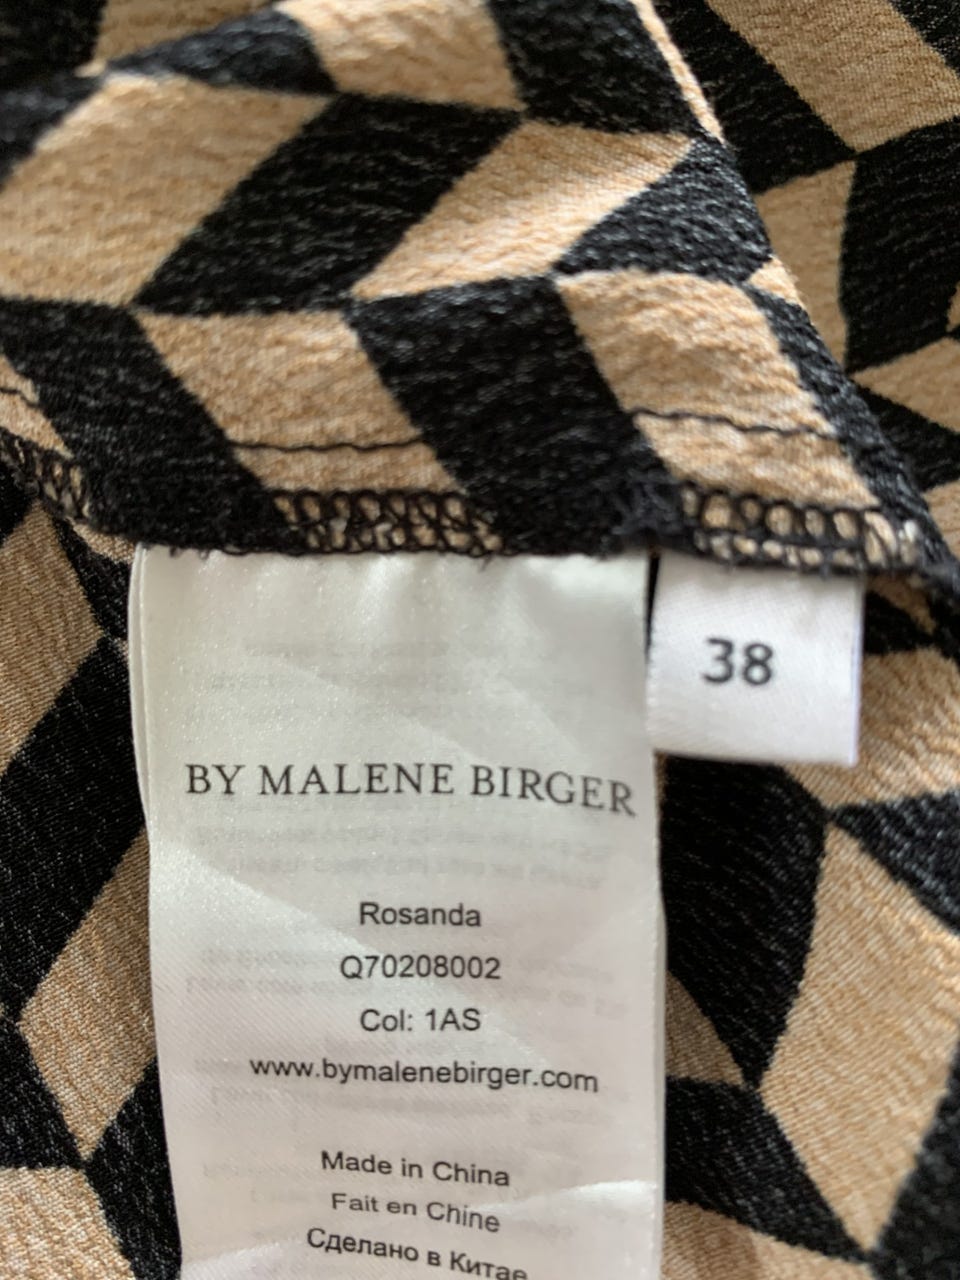 38
BY MALENE BIRGER
Rosanda
Q70208002
Col: 1AS
www.bymalenebirger.com
Made in China
Fait en Chine
Сделано в Китае